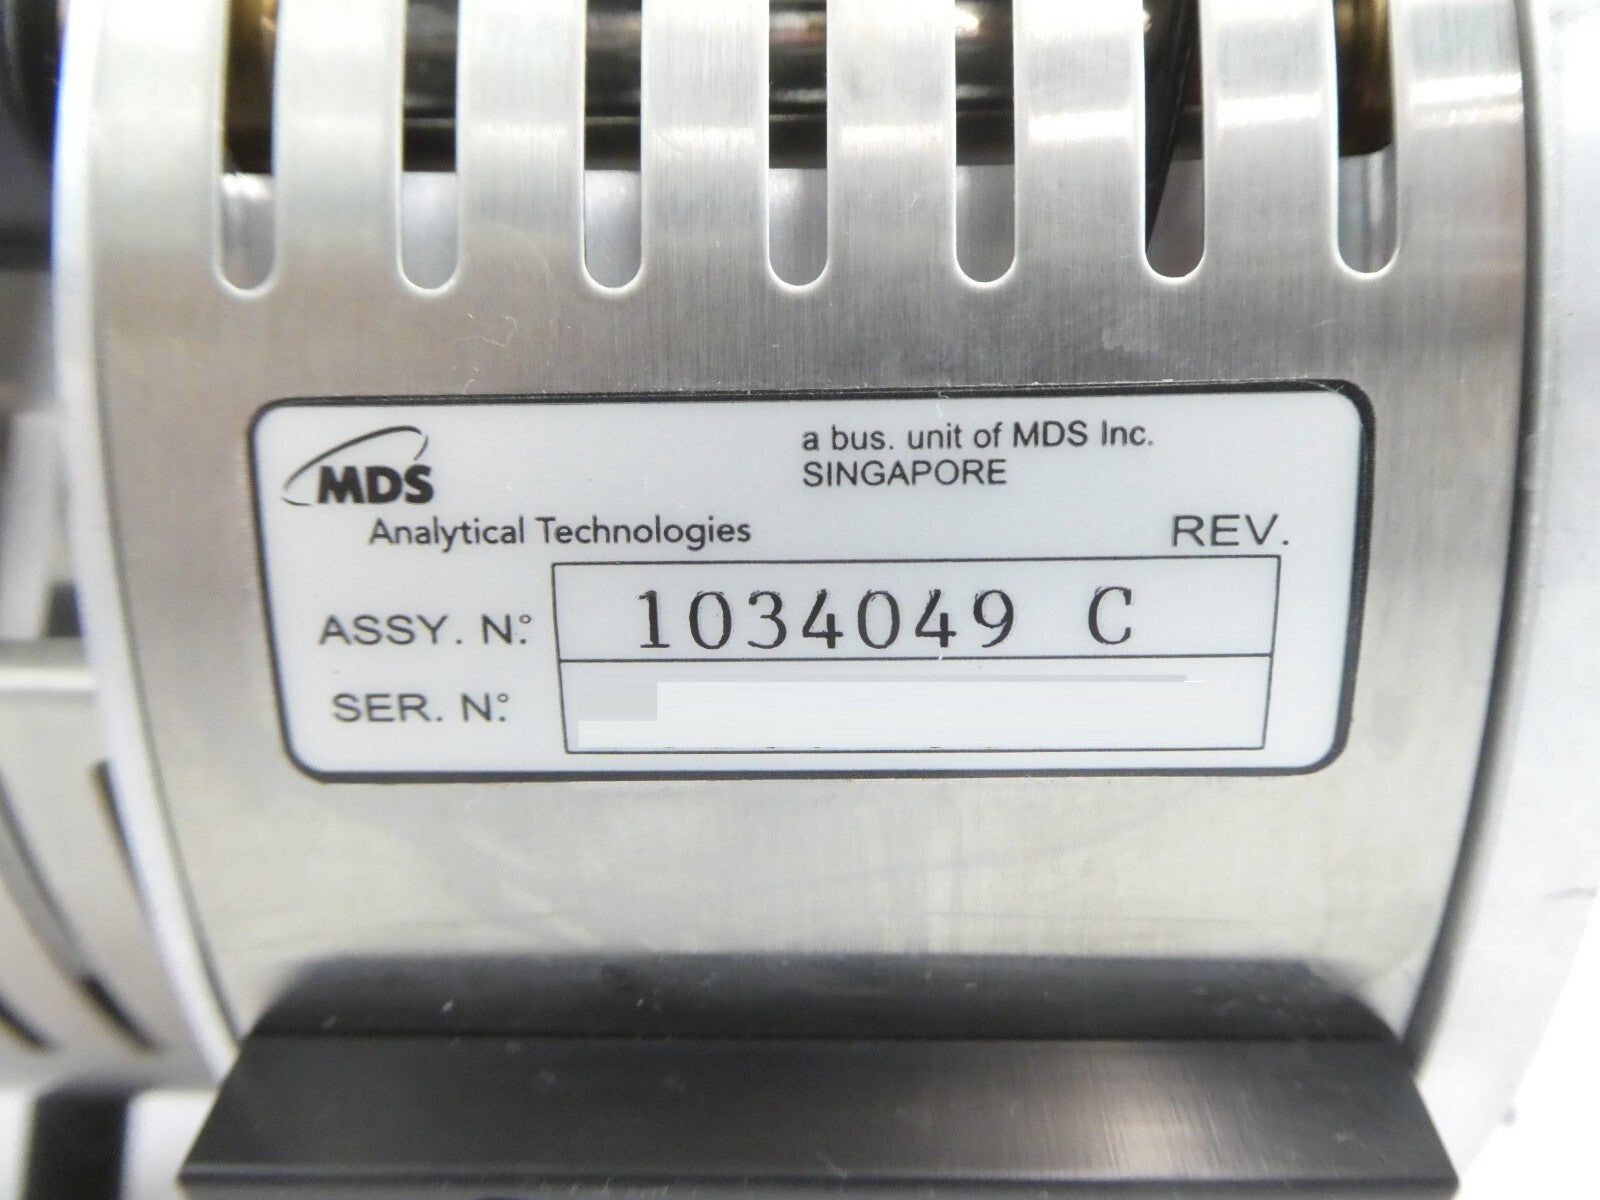 MDS
Analytical Technologies
a bus. unit of MDS Inc.
SINGAPORE
REV.
ASSY. N.° 1034049 C
SER. N.°